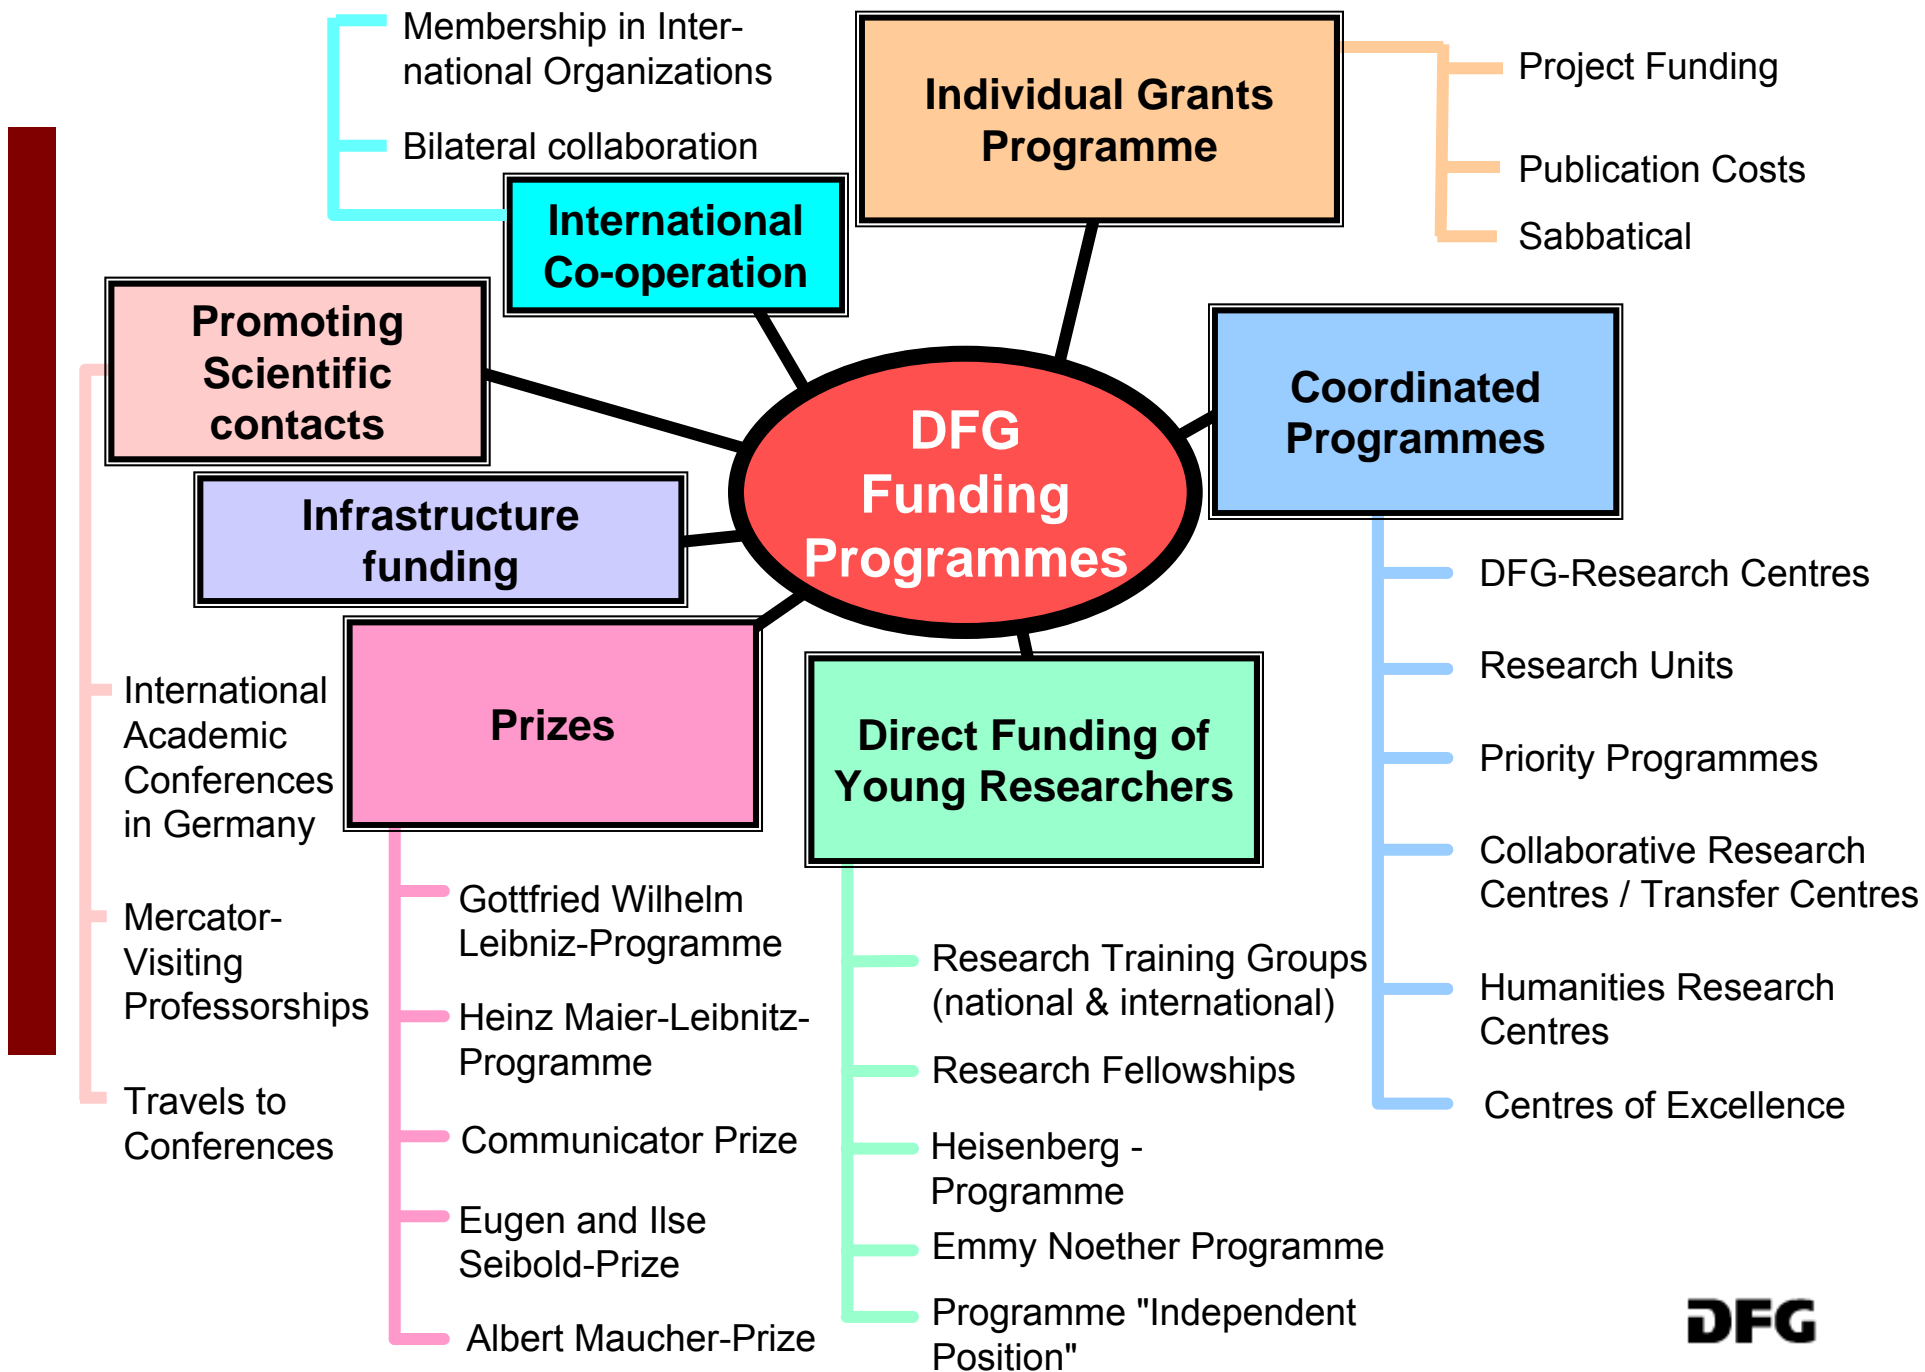 Membership in Inter-
national Organizations
Bilateral collaboration
International
Co-operation
Individual Grants
Programme
Project Funding
Publication Costs
Sabbatical
Promoting
Scientific
contacts
International
Academic
Conferences
in Germany
Mercator-
Visiting
Professorships
Travels to
Conferences
Infrastructure
funding
DFG
Funding
Programmes
Coordinated
Programmes
DFG-Research Centres
Research Units
Priority Programmes
Collaborative Research
Centres / Transfer Centres
Humanities Research
Centres
Centres of Excellence
Prizes
Gottfried Wilhelm
Leibniz-Programme
Heinz Maier-Leibnitz-
Programme
Communicator Prize
Eugen and Ilse
Seibold-Prize
Albert Maucher-Prize
Direct Funding of
Young Researchers
Research Training Groups
(national & international)
Research Fellowships
Heisenberg -
Programme
Emmy Noether Programme
Programme "Independent
Position"
DFG